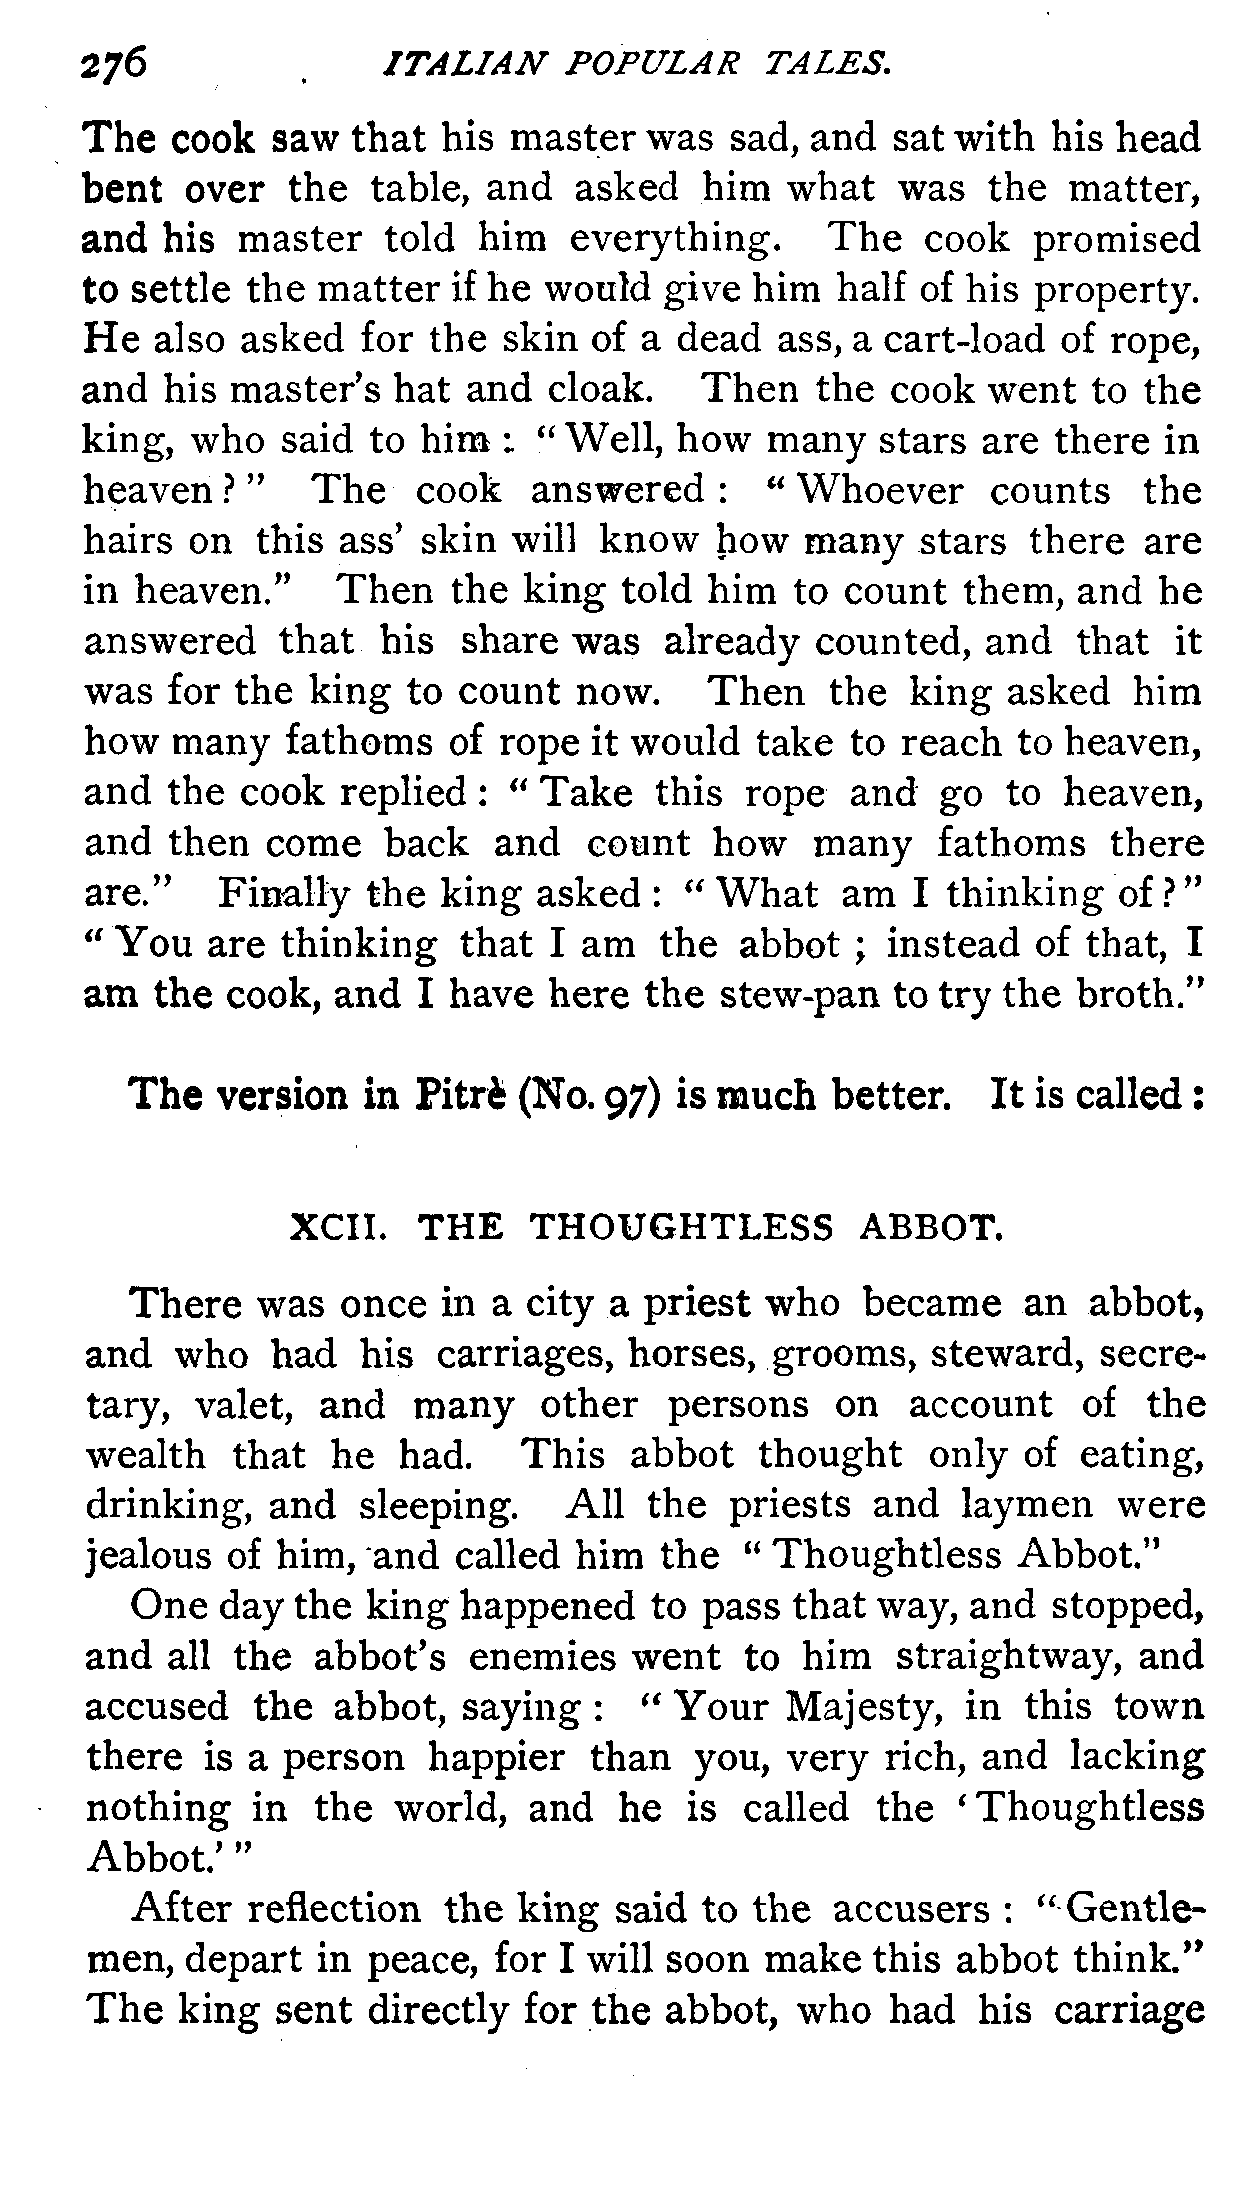 276 ITALIAN POPULAR TALES.
The cook saw that his master was sad, and sat with his head
bent over the table, and asked him what was the matter,
and his master told him everything. The cook promised
to settle the matter if he would give him half of his property.
He also asked for the skin of a dead ass, a cart-load of rope,
and his master's hat and cloak. Then the cook went to the
king, who said to him : " Well, how many stars are there in
heaven ? " The cook answered : " Whoever counts the
hairs on this ass' skin will know how many stars there are
in heaven." Then the king told him to count them, and he
answered that his share was already counted, and that it
was for the king to count now. Then the king asked him
how many fathoms of rope it would take to reach to heaven,
and the cook replied : " Take this rope and go to heaven,
and then come back and count how many fathoms there
are." Finally the king asked : " What am I thinking of ? "
" You are thinking that I am the abbot ; instead of that, I
am the cook, and I have here the stew-pan to try the broth."
The version in Pitrè (No. 97) is much better. It is called :
XCII. THE THOUGHTLESS ABBOT.
There was once in a city a priest who became an abbot,
and who had his carriages, horses, grooms, steward, secre-
tary, valet, and many other persons on account of the
wealth that he had. This abbot thought only of eating,
drinking, and sleeping. All the priests and laymen were
jealous of him, and called him the " Thoughtless Abbot."
One day the king happened to pass that way, and stopped,
and all the abbot's enemies went to him straightway, and
accused the abbot, saying : " Your Majesty, in this town
there is a person happier than you, very rich, and lacking
nothing in the world, and he is called the ' Thoughtless
Abbot.' "
After reflection the king said to the accusers : " Gentle-
men, depart in peace, for I will soon make this abbot think."
The king sent directly for the abbot, who had his carriage